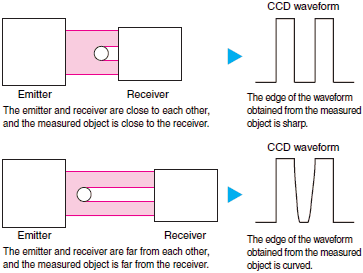 CCD waveform
Emitter
Receiver
The emitter and receiver are close to each other,
and the measured object is close to the receiver.
The edge of the waveform
obtained from the measured
object is sharp.
CCD waveform
Emitter
Receiver
The emitter and receiver are far from each other,
and the measured object is far from the receiver.
The edge of the waveform
obtained from the measured
object is curved.